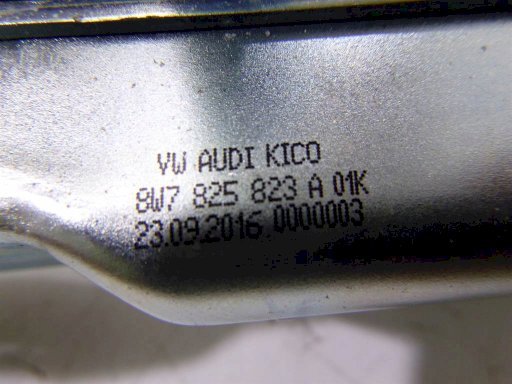 VW AUDI KICO
8W7 825 823 A 01K
23.09.2016 0000003